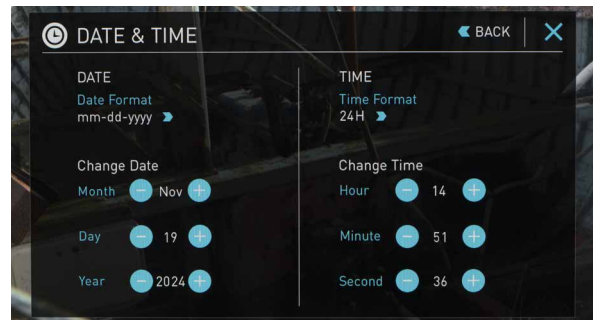 DATE & TIME
BACK
DATE
Date Format
mm-dd-yyyy
Change Date
Month - Nov +
Day - 19 +
Year - 2024 +
TIME
Time Format
24H
Change Time
Hour - 14 +
Minute - 51 +
Second - 36 +